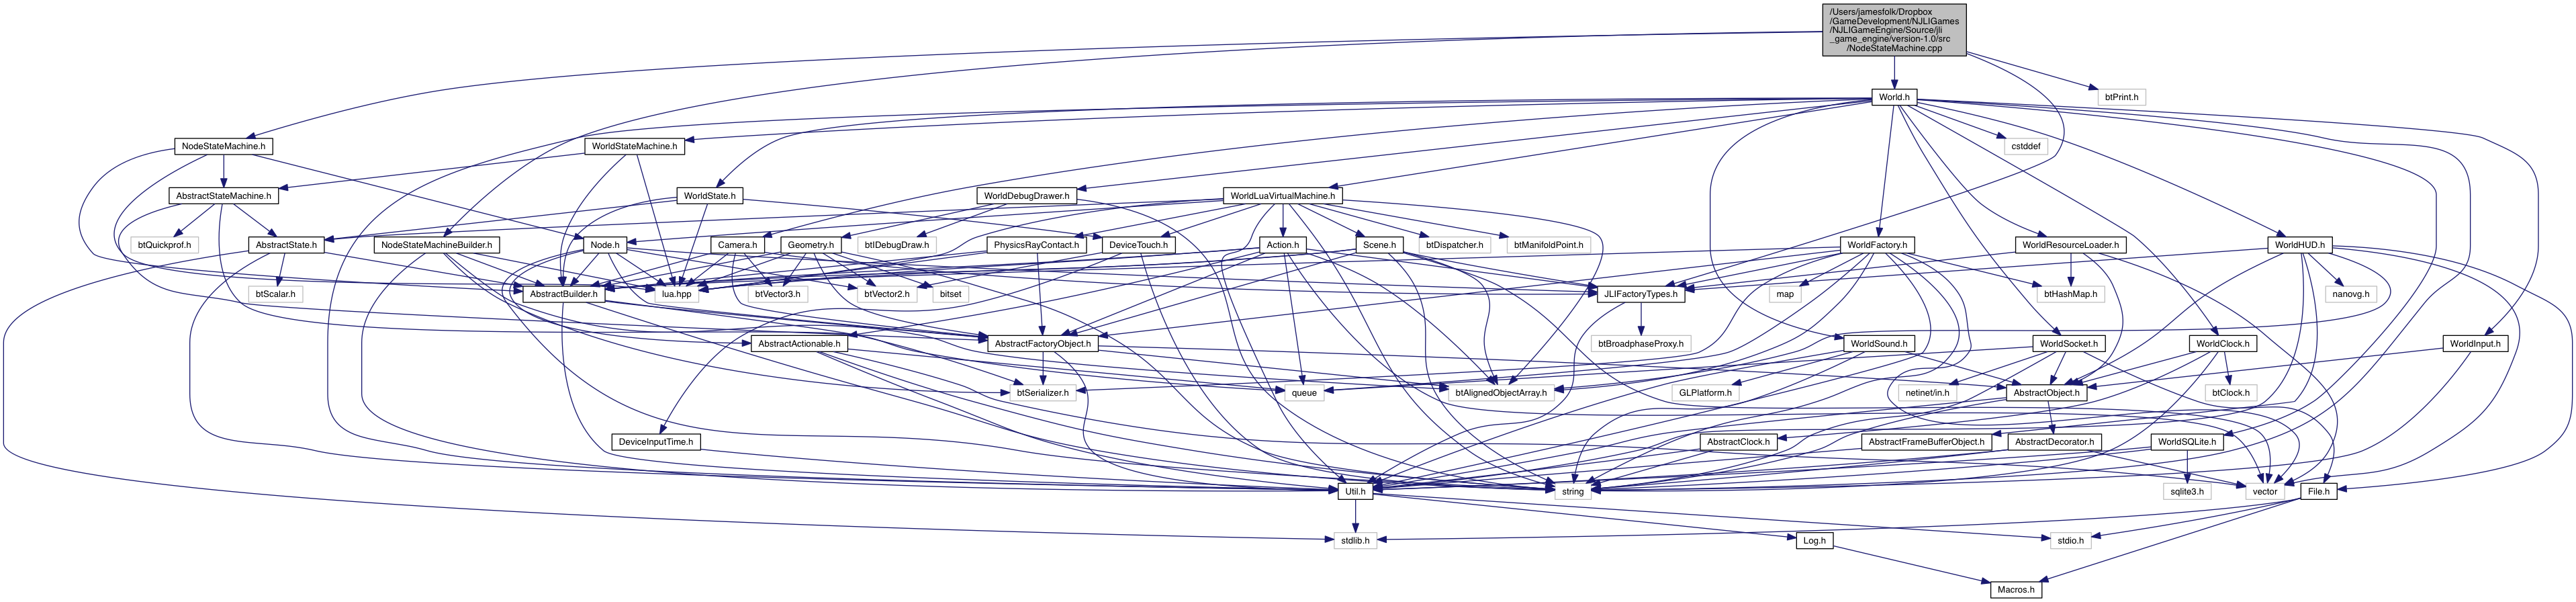 /Users/jamesfolk/Dropbox
/GameDevelopment/NJLIGames
/NJLIGameEngine/Source/jli
_game_engine/version-1.0/src
/NodeStateMachine.cpp
World.h
btPrint.h
NodeStateMachine.h
WorldStateMachine.h
cstddef
AbstractStateMachine.h
WorldState.h
WorldDebugDrawer.h
WorldLuaVirtualMachine.h
btQuickprof.h
AbstractState.h
NodeStateMachineBuilder.h
Node.h
Camera.h
Geometry.h
btIDebugDraw.h
PhysicsRayContact.h
DeviceTouch.h
Action.h
Scene.h
btDispatcher.h
btManifoldPoint.h
WorldFactory.h
WorldResourceLoader.h
WorldHUD.h
btScalar.h
AbstractBuilder.h
lua.hpp
btVector3.h
btVector2.h
bitset
JLIFactoryTypes.h
map
btHashMap.h
nanovg.h
AbstractActionable.h
AbstractFactoryObject.h
btBroadphaseProxy.h
WorldSound.h
WorldSocket.h
WorldClock.h
WorldInput.h
btSerializer.h
queue
btAlignedObjectArray.h
GLPlatform.h
netinet/in.h
AbstractObject.h
btClock.h
DeviceInputTime.h
AbstractClock.h
AbstractFrameBufferObject.h
AbstractDecorator.h
WorldSQLite.h
Util.h
string
sqlite3.h
vector
File.h
stdlib.h
Log.h
stdio.h
Macros.h